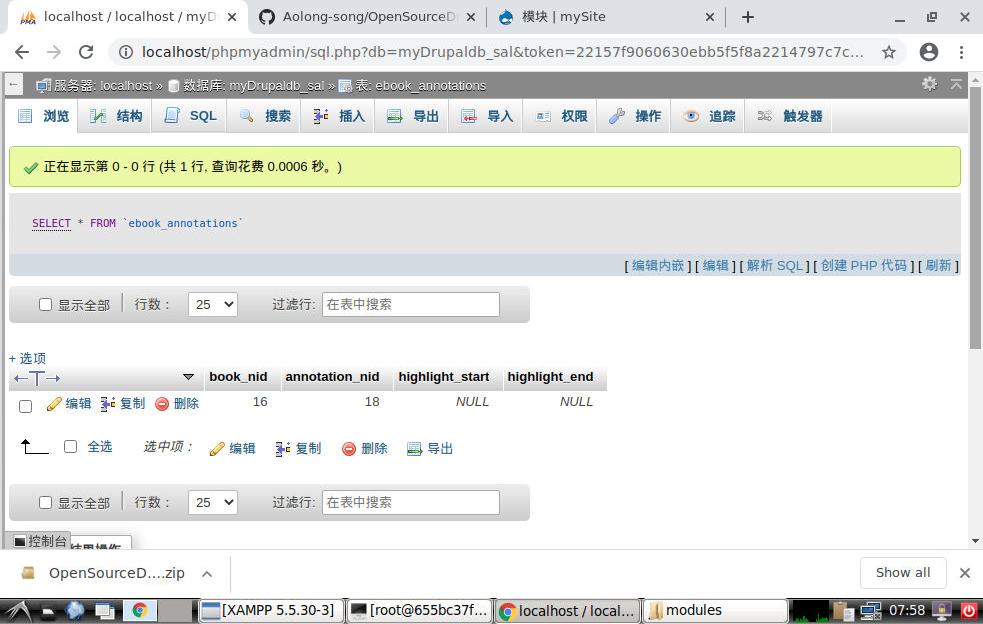 localhost / localhost / myD
Aolong-song/OpenSourceD
模块 | mySite
localhost/phpmyadmin/sql.php?db=myDrupaldb_sal&token=22157f9060630ebb5f5f8a2214797c7c...
服务器: localhost » 数据库: myDrupaldb_sal » 表: ebook_annotations
浏览 结构 SQL 搜索 插入 导出 导入 权限 操作 追踪 触发器
正在显示第 0 - 0 行 (共 1 行, 查询花费 0.0006 秒。)
SELECT * FROM `ebook_annotations`
[ 编辑内嵌 ] [ 编辑 ] [ 解析 SQL ] [ 创建 PHP 代码 ] [ 刷新 ]
显示全部 行数： 25 过滤行: 在表中搜索
+ 选项
←T→ book_nid annotation_nid highlight_start highlight_end
编辑 复制 删除 16 18 NULL NULL
全选 选中项： 编辑 复制 删除 导出
显示全部 行数： 25 过滤行: 在表中搜索
控制台
OpenSourceD....zip
Show all
[XAMPP 5.5.30-3]
[root@655bc37f...
localhost / local...
modules
07:58